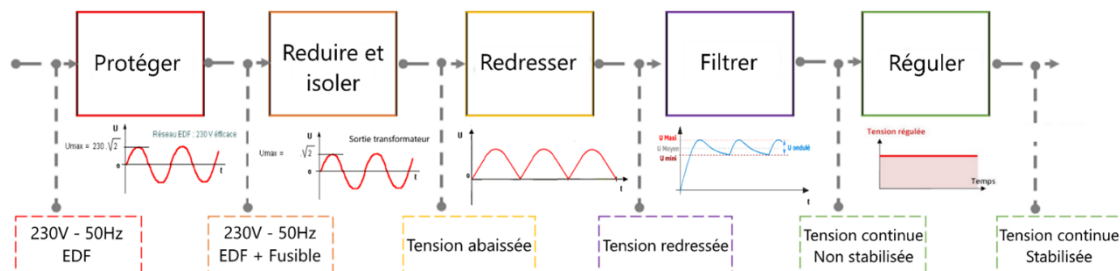 Protéger
Reduire et
isoler
Redresser
Filtrer
Réguler
U
Réseau EDF : 230 V éfficace
Umax = 230.√2
o
t
U
Sortie transformateur
Umax = .√2
o
t
U
0
t
U Maxi
U Moyen
U mini
U ondulé
t
Tension régulée
Temps
230V - 50Hz
EDF
230V - 50Hz
EDF + Fusible
Tension abaissée
Tension redressée
Tension continue
Non stabilisée
Tension continue
Stabilisée